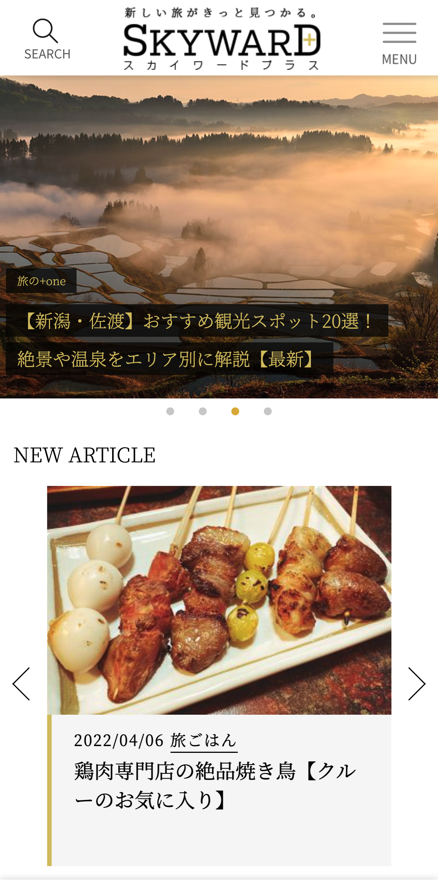 新しい旅がきっと見つかる。
SKYWARD+
スカイワードプラス
SEARCH
MENU
旅の+one
【新潟・佐渡】おすすめ観光スポット20選！
絶景や温泉をエリア別に解説【最新】
NEW ARTICLE
2022/04/06 旅ごはん
鶏肉専門店の絶品焼き鳥【クル
ーのお気に入り】